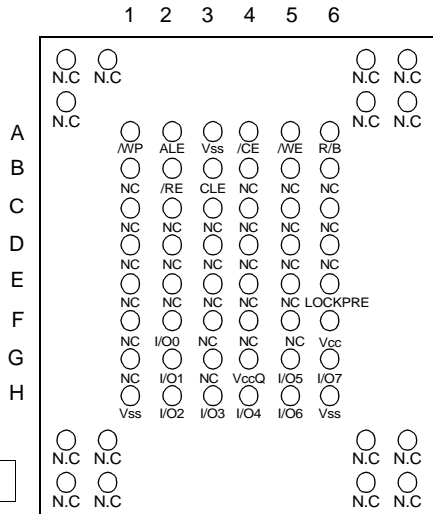 1 2 3 4 5 6
N.C N.C N.C N.C
N.C N.C N.C
A
/WP ALE Vss /CE /WE R/B
B
NC /RE CLE NC NC NC
C
NC NC NC NC NC NC
D
NC NC NC NC NC NC
E
NC NC NC NC NC LOCKPRE
F
NC I/O0 NC NC NC Vcc
G
NC I/O1 NC VccQ I/O5 I/O7
H
Vss I/O2 I/O3 I/O4 I/O6 Vss
N.C N.C N.C N.C
N.C N.C N.C N.C